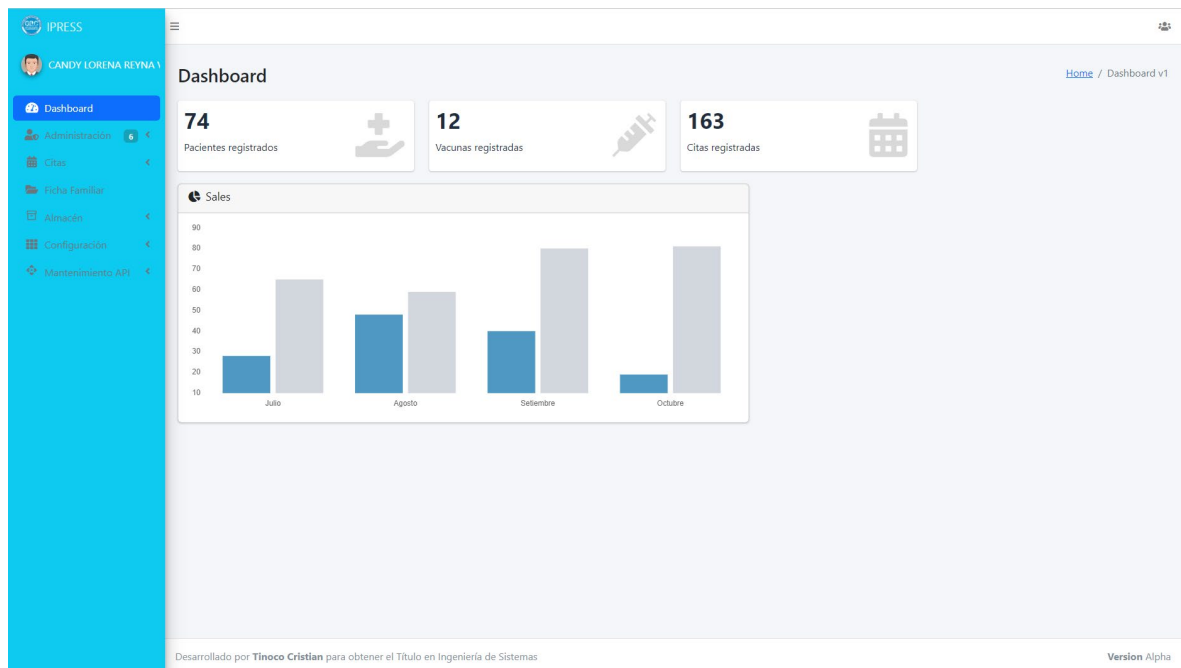 IPRESS
CANDY LORENA REYNA
Dashboard
Administración 6
Citas
Ficha Familiar
Almacén
Configuración
Mantenimiento API
Dashboard
Home / Dashboard v1
74
Pacientes registrados
12
Vacunas registradas
163
Citas registradas
Sales
90
80
70
60
50
40
30
20
10
Julio Agosto Setiembre Octubre
Desarrollado por Tinoco Cristian para obtener el Título en Ingeniería de Sistemas
Version Alpha